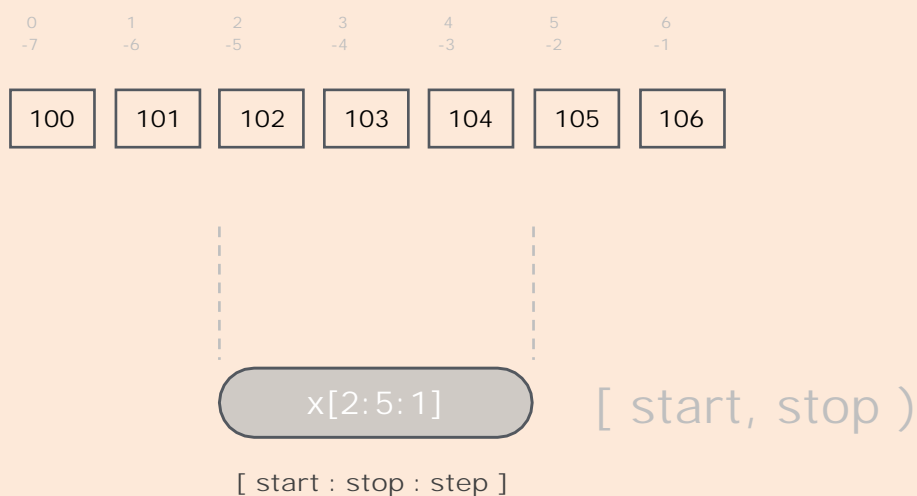 0 1 2 3 4 5 6
-7 -6 -5 -4 -3 -2 -1
100 101 102 103 104 105 106
x[2:5:1]
[ start, stop )
[ start : stop : step ]